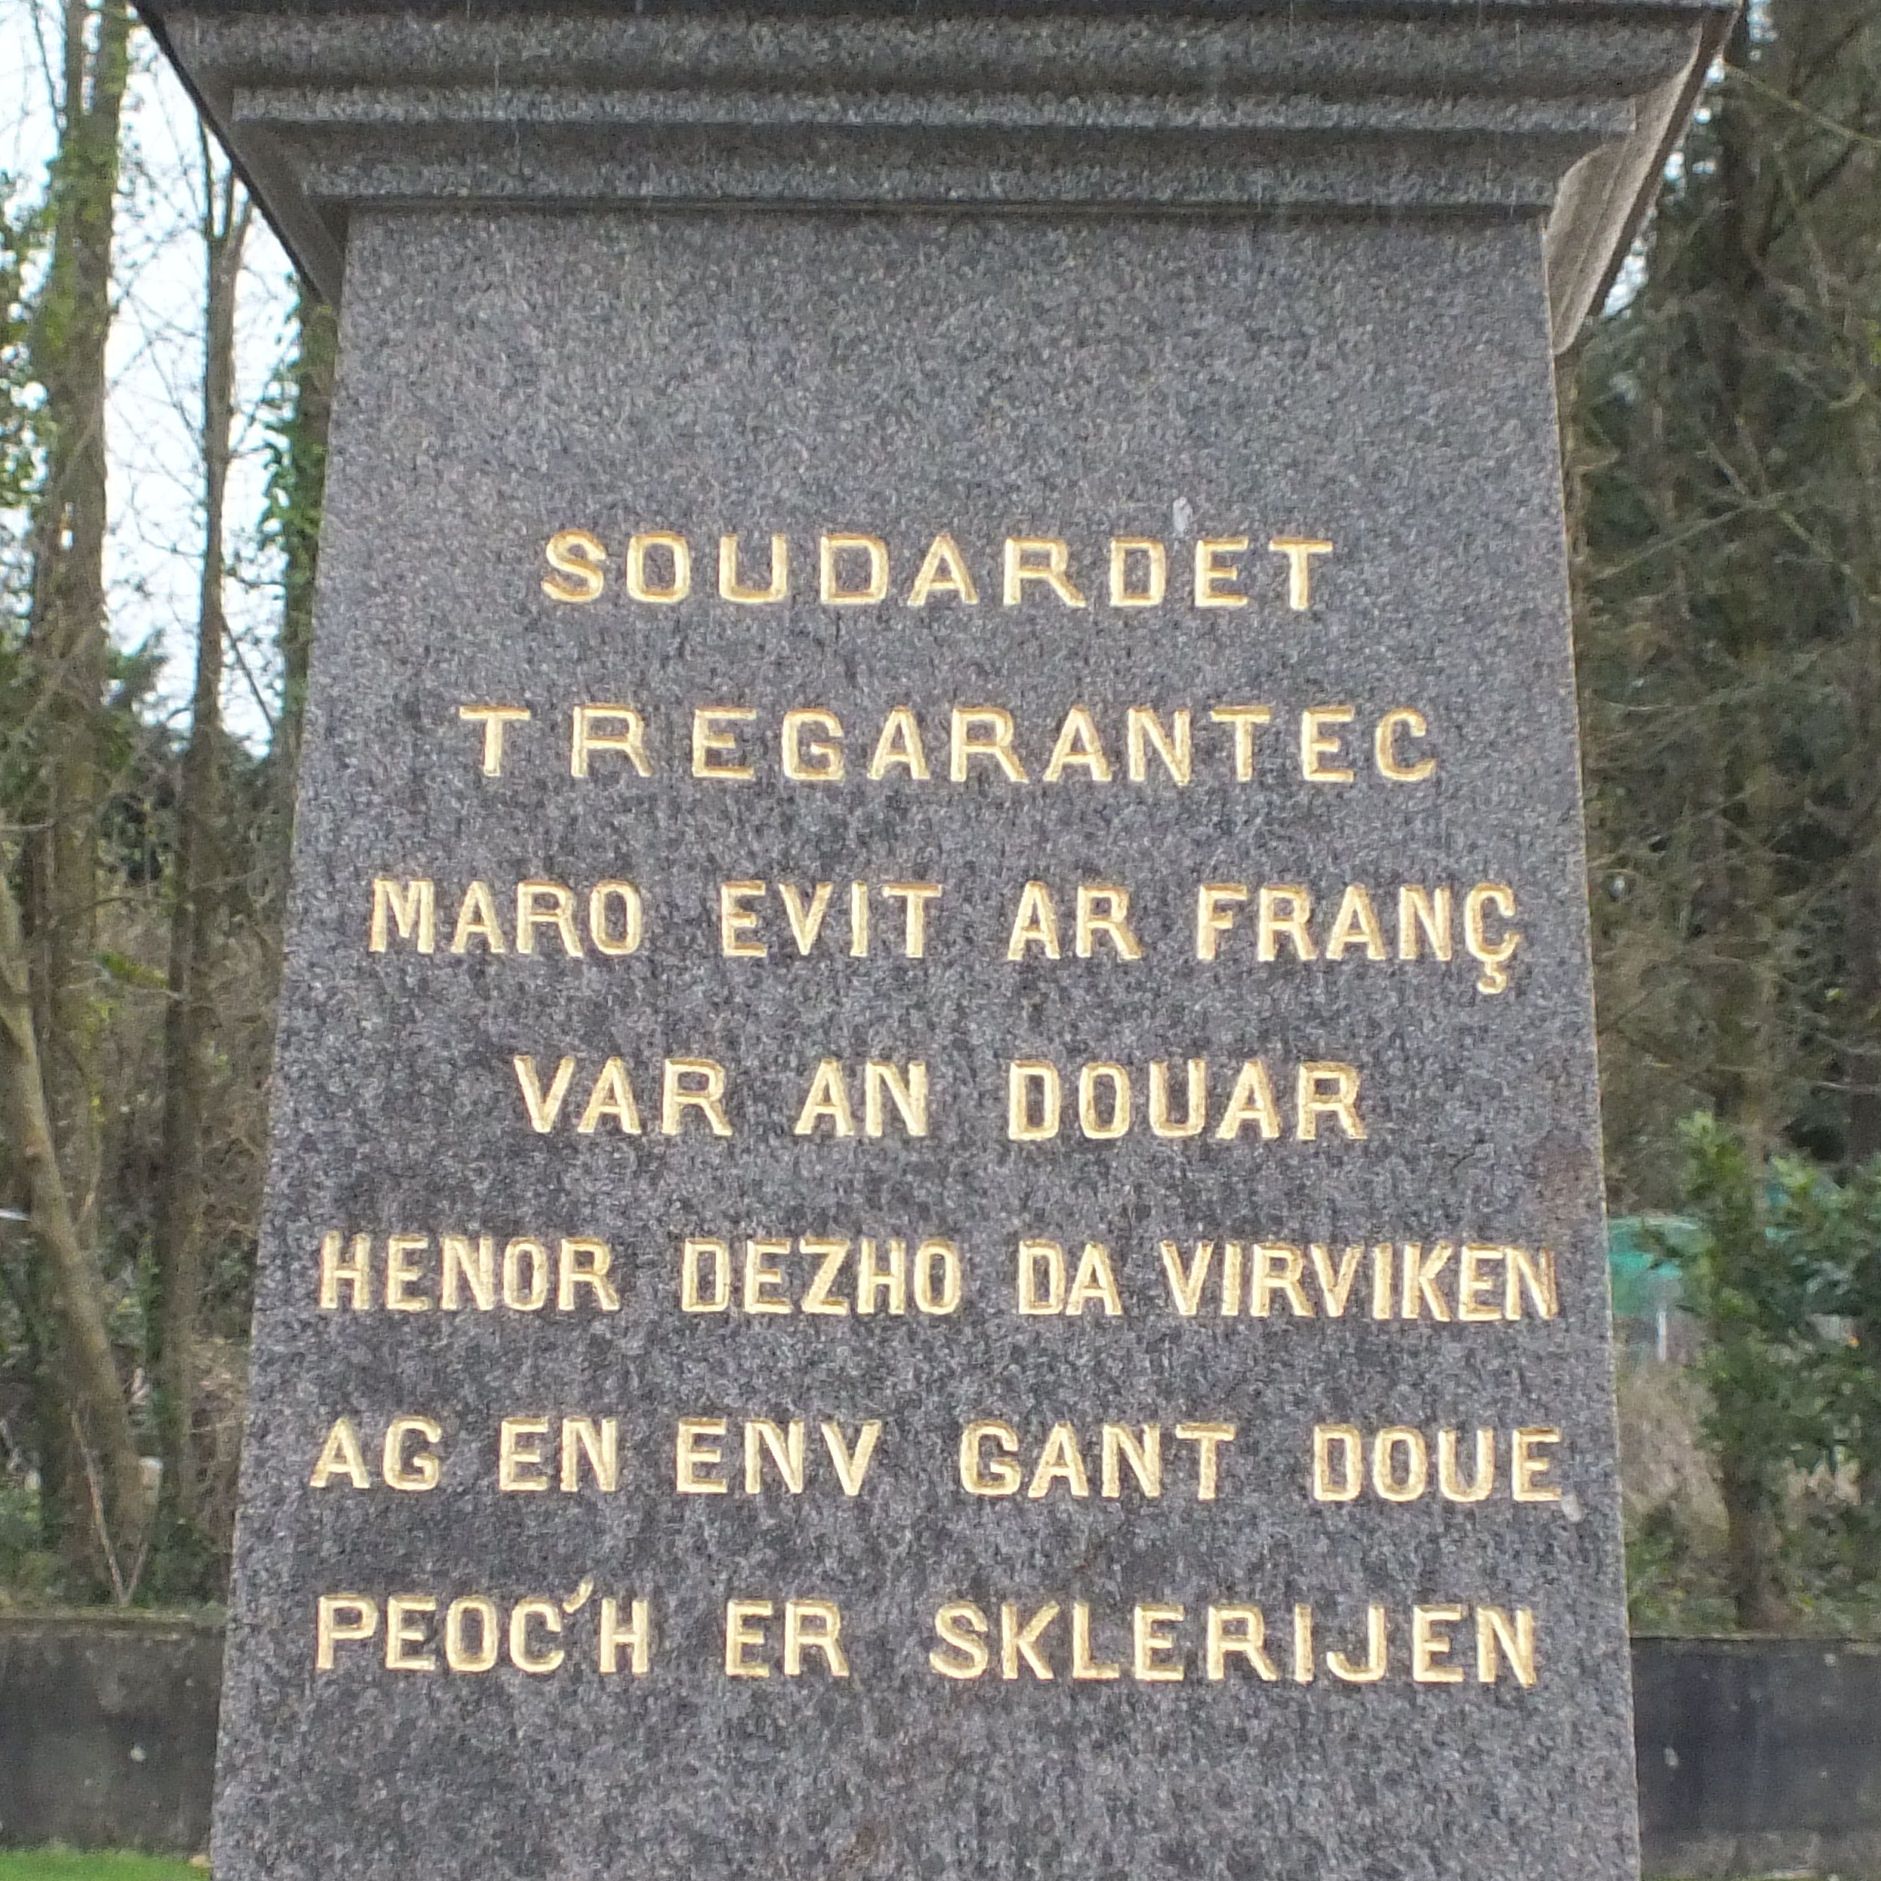 SOUDARDET
TREGARANTEC
MARO EVIT AR FRANÇ
VAR AN DOUAR
HENOR DEZHO DA VIRVIKEN
AG EN ENV GANT DOUE
PEOC'H ER SKLERIJEN